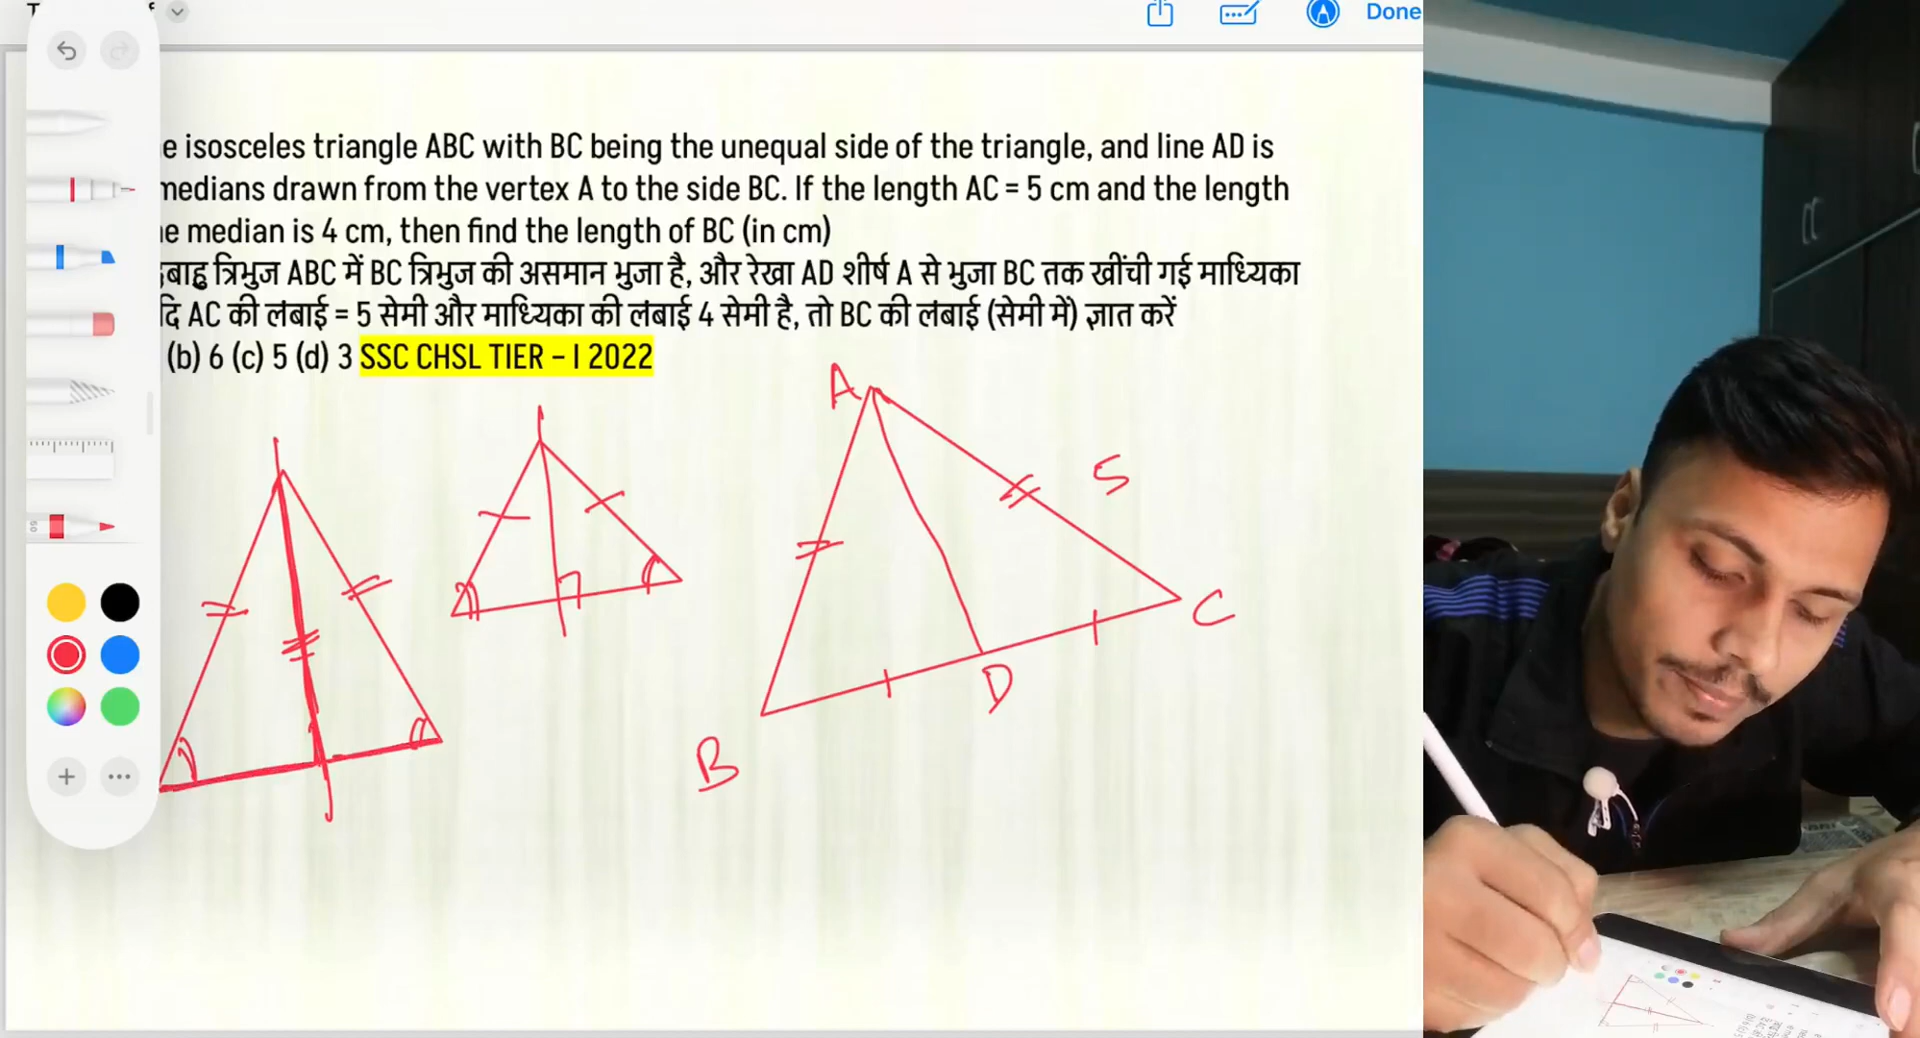 Done
e isosceles triangle ABC with BC being the unequal side of the triangle, and line AD is
medians drawn from the vertex A to the side BC. If the length AC = 5 cm and the length
e median is 4 cm, then find the length of BC (in cm)
बाहु त्रिभुज ABC में BC त्रिभुज की असमान भुजा है, और रेखा AD शीर्ष A से भुजा BC तक खींची गई माध्यिका
दि AC की लंबाई = 5 सेमी और माध्यिका की लंबाई 4 सेमी है, तो BC की लंबाई (सेमी में) ज्ञात करें
(b) 6 (c) 5 (d) 3 SSC CHSL TIER – I 2022
A
5
C
D
B